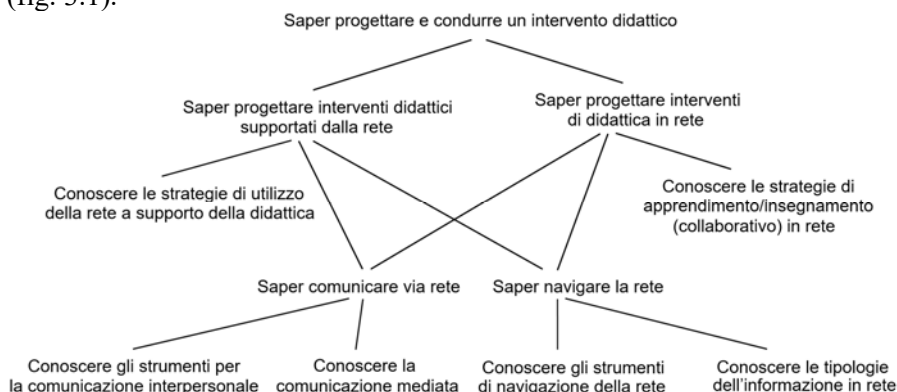 (fig. 3.1).
Saper progettare e condurre un intervento didattico
Saper progettare interventi didattici
supportati dalla rete
Saper progettare interventi
di didattica in rete
Conoscere le strategie di utilizzo
della rete a supporto della didattica
Conoscere le strategie di
apprendimento/insegnamento
(collaborativo) in rete
Saper comunicare via rete
Saper navigare la rete
Conoscere gli strumenti per
la comunicazione interpersonale
Conoscere la
comunicazione mediata
Conoscere gli strumenti
di navigazione della rete
Conoscere le tipologie
dell'informazione in rete